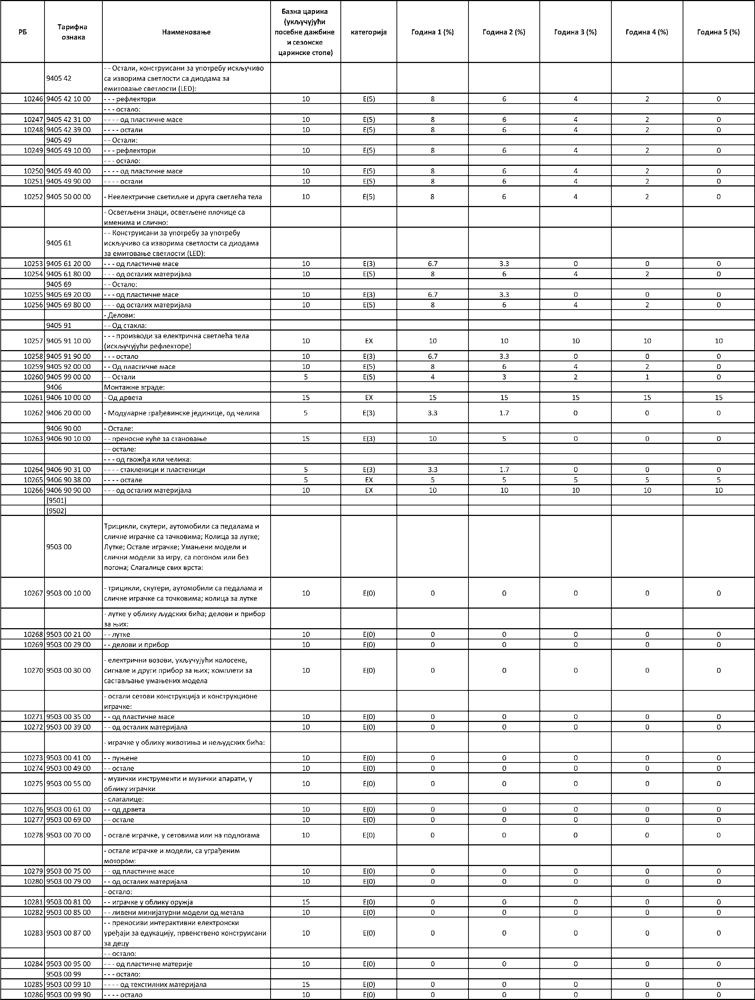 РБ Тарифна ознака Наименовање Базна царина (укључујући посебне дажбине и сезонске царинске стопе) категорија Година 1 (%) Година 2 (%) Година 3 (%) Година 4 (%) Година 5 (%)
9405 42 - - Остали, конструисани за употребу искључиво
са изворима светлости са диодама за
емитовање светлости (LED):
10246 9405 42 10 00 - - - рефлектори 10 E(5) 8 6 4 2 0
- - - остало:
10247 9405 42 31 00 - - - - од пластичне масе 10 E(5) 8 6 4 2 0
10248 9405 42 39 00 - - - - остали 10 E(5) 8 6 4 2 0
9405 49 - - Остали:
10249 9405 49 10 00 - - - рефлектори 10 E(5) 8 6 4 2 0
- - - остало:
10250 9405 49 40 00 - - - - од пластичне масе 10 E(5) 8 6 4 2 0
10251 9405 49 90 00 - - - - остали 10 E(5) 8 6 4 2 0
10252 9405 50 00 00 - Неелектричне светиљке и друга светлећа тела 10 E(5) 8 6 4 2 0
- Осветљени знаци, осветљене плочице са
именима и слично:
9405 61 - - Конструисани за употребу за употребу
искључиво са изворима светлости са диодама
за емитовање светлости (LED):
10253 9405 61 20 00 - - - од пластичне масе 10 E(3) 6.7 3.3 0 0 0
10254 9405 61 80 00 - - - од осталих материјала 10 E(5) 8 6 4 2 0
9405 69 - - Остало:
10255 9405 69 20 00 - - - од пластичне масе 10 E(3) 6.7 3.3 0 0 0
10256 9405 69 80 00 - - - од осталих материјала 10 E(5) 8 6 4 2 0
- Делови:
9405 91 - - Од стакла:
10257 9405 91 10 00 - - - производи за електрична светлећа тела
(искључујући рефлекторе) 10 EX 10 10 10 10 10
10258 9405 91 90 00 - - - остало 10 E(3) 6.7 3.3 0 0 0
10259 9405 92 00 00 - - Од пластичне масе 10 E(5) 8 6 4 2 0
10260 9405 99 00 00 - - Остали 5 E(5) 4 3 2 1 0
9406 Монтажне зграде:
10261 9406 10 00 00 - Од дрвета 15 EX 15 15 15 15 15
10262 9406 20 00 00 - Модуларне грађевинске јединице, од челика 5 E(3) 3.3 1.7 0 0 0
9406 90 00 - Остале:
10263 9406 90 10 00 - - преносне куће за становање 15 E(3) 10 5 0 0 0
- - остале:
- - - од гвожђа или челика:
10264 9406 90 31 00 - - - - стакленици и пластеници 5 E(3) 3.3 1.7 0 0 0
10265 9406 90 38 00 - - - - остале 5 EX 5 5 5 5 5
10266 9406 90 90 00 - - - од осталих материјала 10 EX 10 10 10 10 10
[9501]
[9502]
9503 00 Трицикли, скутери, аутомобили са педалама и
сличне играчке са тачковима; Колица за лутке;
Лутке; Остале играчке; Умањени модели и
слични модели за игру, са погоном или без
погона; Слагалице свих врста:
10267 9503 00 10 00 - трицикли, скутери, аутомобили са педалама и
сличне играчке са точковима; колица за лутке 10 E(0) 0 0 0 0 0
- лутке у облику људских бића; делови и прибор
за њих:
10268 9503 00 21 00 - - лутке 10 E(0) 0 0 0 0 0
10269 9503 00 29 00 - - делови и прибор 10 E(0) 0 0 0 0 0
10270 9503 00 30 00 - електрични возови, укључујући колосеке,
сигнале и други прибор за њих; комплети за
састављање умањених модела 10 E(0) 0 0 0 0 0
- остали сетови конструкција и конструкционе
играчке:
10271 9503 00 35 00 - - од пластичне масе 10 E(0) 0 0 0 0 0
10272 9503 00 39 00 - - од осталих материјала 10 E(0) 0 0 0 0 0
- играчке у облику животиња и нељудских бића:
10273 9503 00 41 00 - - пуњене 10 E(0) 0 0 0 0 0
10274 9503 00 49 00 - - остале 10 E(0) 0 0 0 0 0
10275 9503 00 55 00 - музички инструменти и музички апарати, у
облику играчки 10 E(0) 0 0 0 0 0
- слагалице:
10276 9503 00 61 00 - - од дрвета 10 E(0) 0 0 0 0 0
10277 9503 00 69 00 - - остале 10 E(0) 0 0 0 0 0
10278 9503 00 70 00 - остале играчке, у сетовима или на подлогама 10 E(0) 0 0 0 0 0
- остале играчке и модели, са уграђеним
мотором:
10279 9503 00 75 00 - - од пластичне масе 10 E(0) 0 0 0 0 0
10280 9503 00 79 00 - - од осталих материјала 10 E(0) 0 0 0 0 0
- остало:
10281 9503 00 81 00 - - играчке у облику оружја 15 E(0) 0 0 0 0 0
10282 9503 00 85 00 - - ливени минијатурни модели од метала 10 E(0) 0 0 0 0 0
10283 9503 00 87 00 - - преносиви интерактивни електронски
уређаји за едукацију, првенствено конструисани
за децу 10 E(0) 0 0 0 0 0
- - остало:
10284 9503 00 95 00 - - - од пластичне материје 10 E(0) 0 0 0 0 0
9503 00 99 - - - остало:
10285 9503 00 99 10 - - - - од текстилних материјала 15 E(0) 0 0 0 0 0
10286 9503 00 99 90 - - - - остало 10 E(0) 0 0 0 0 0